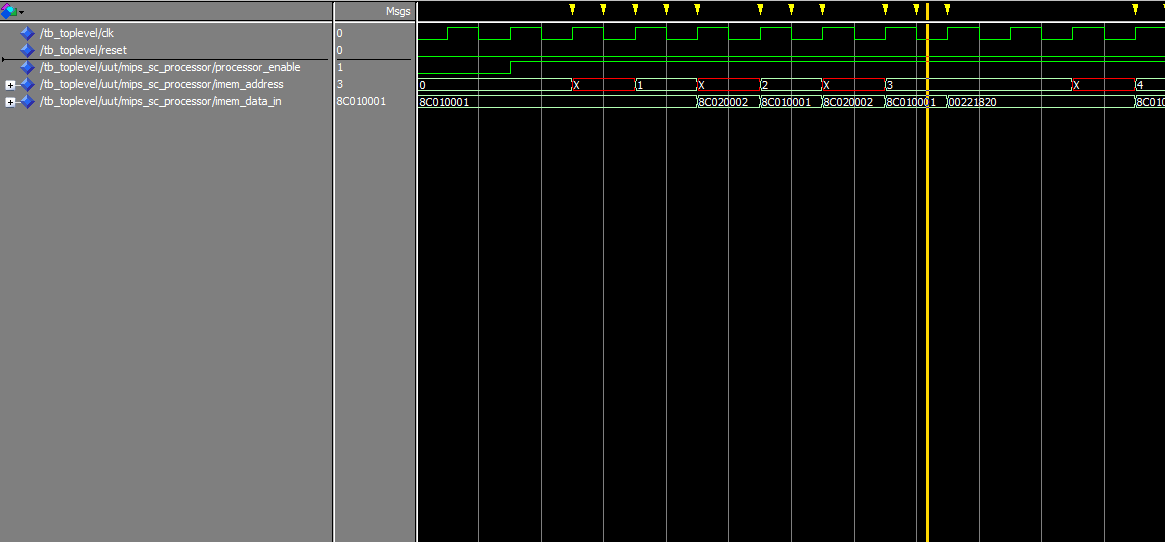 Msgs
/tb_toplevel/clk 0
/tb_toplevel/reset 0
/tb_toplevel/uut/mips_sc_processor/processor_enable 1
/tb_toplevel/uut/mips_sc_processor/imem_address 3 0 X 1 X 2 X 3 X 4
/tb_toplevel/uut/mips_sc_processor/imem_data_in 8C010001 8C010001 8C020002 8C010001 8C020002 8C010001 00221820 8C010